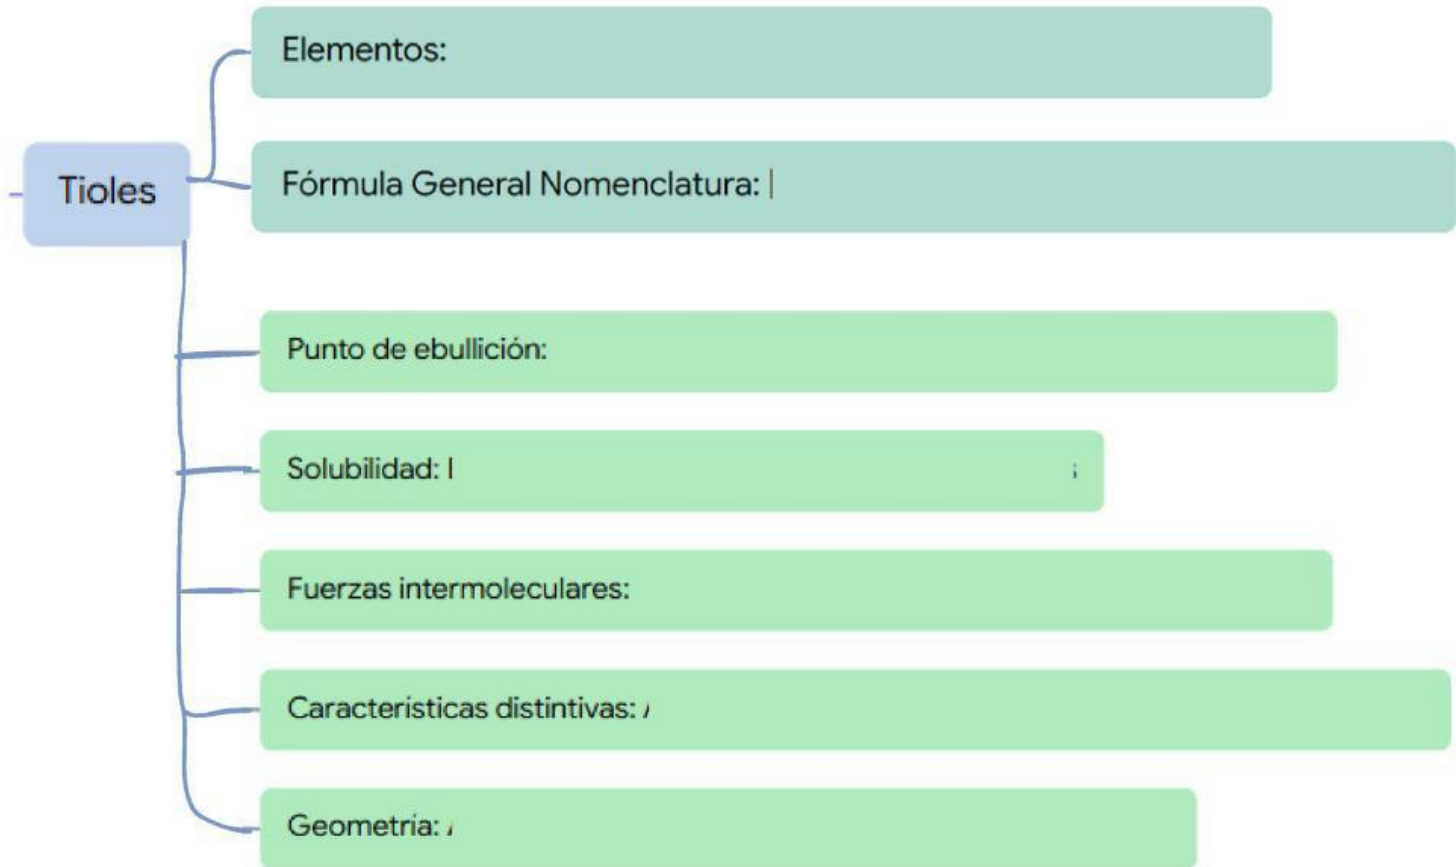 Elementos:
Tioles
Fórmula General Nomenclatura:
Punto de ebullición:
Solubilidad:
Fuerzas intermoleculares:
Características distintivas:
Geometría: